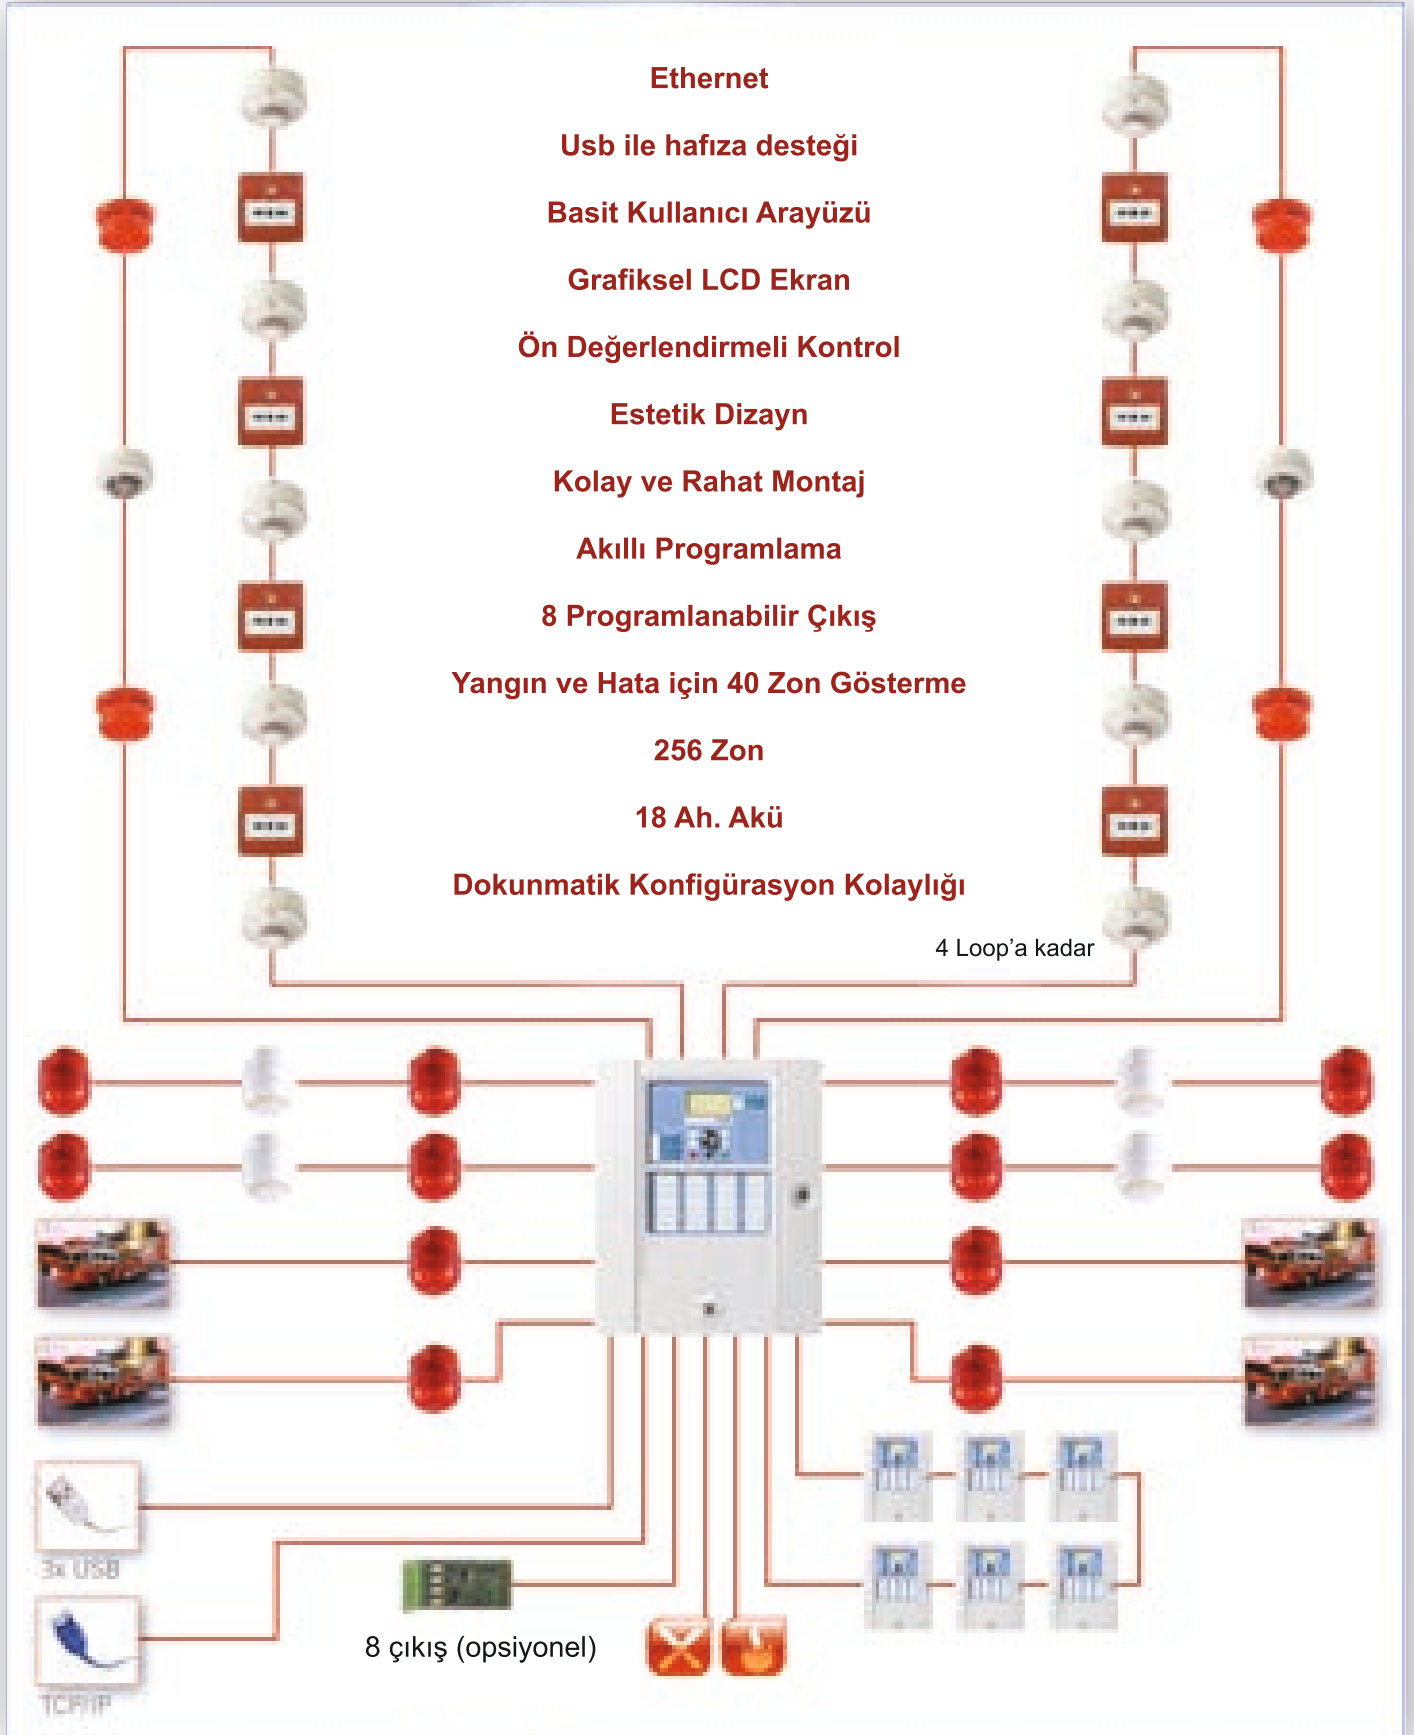 Ethernet
Usb ile hafıza desteği
Basit Kullanıcı Arayüzü
Grafiksel LCD Ekran
Ön Değerlendirmeli Kontrol
Estetik Dizayn
Kolay ve Rahat Montaj
Akıllı Programlama
8 Programlanabilir Çıkış
Yangın ve Hata için 40 Zon Gösterme
256 Zon
18 Ah. Akü
Dokunmatik Konfigürasyon Kolaylığı
4 Loop’a kadar
3x USB
8 çıkış (opsiyonel)
TCP/IP